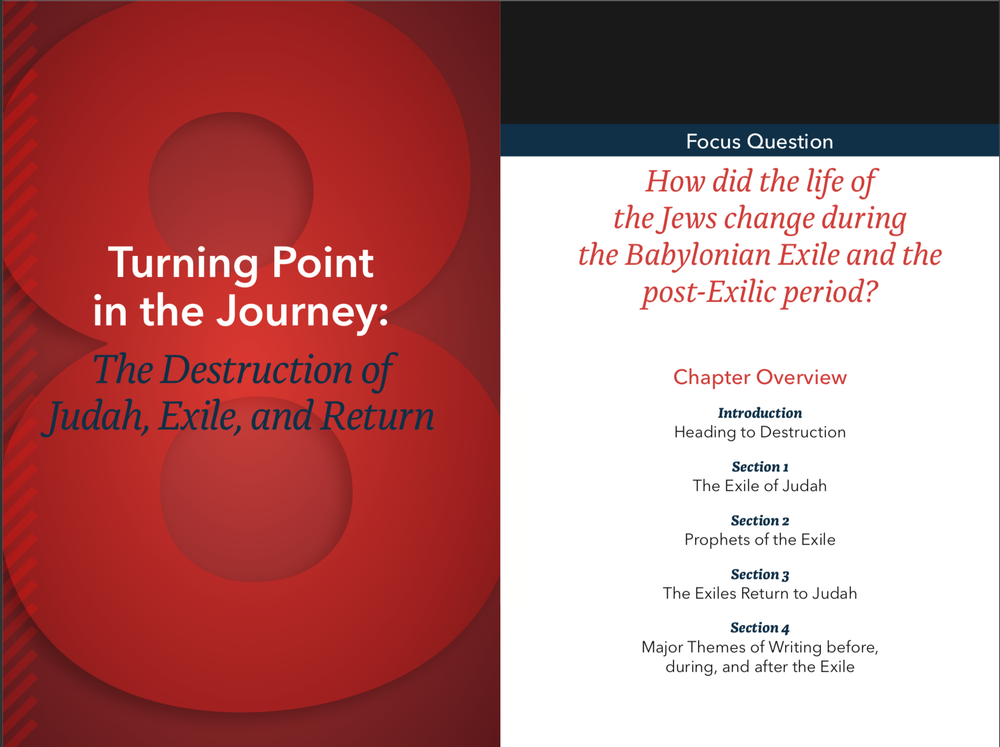 8
Turning Point
in the Journey:
The Destruction of
Judah, Exile, and Return
Focus Question
How did the life of
the Jews change during
the Babylonian Exile and the
post-Exilic period?
Chapter Overview
Introduction
Heading to Destruction
Section 1
The Exile of Judah
Section 2
Prophets of the Exile
Section 3
The Exiles Return to Judah
Section 4
Major Themes of Writing before,
during, and after the Exile